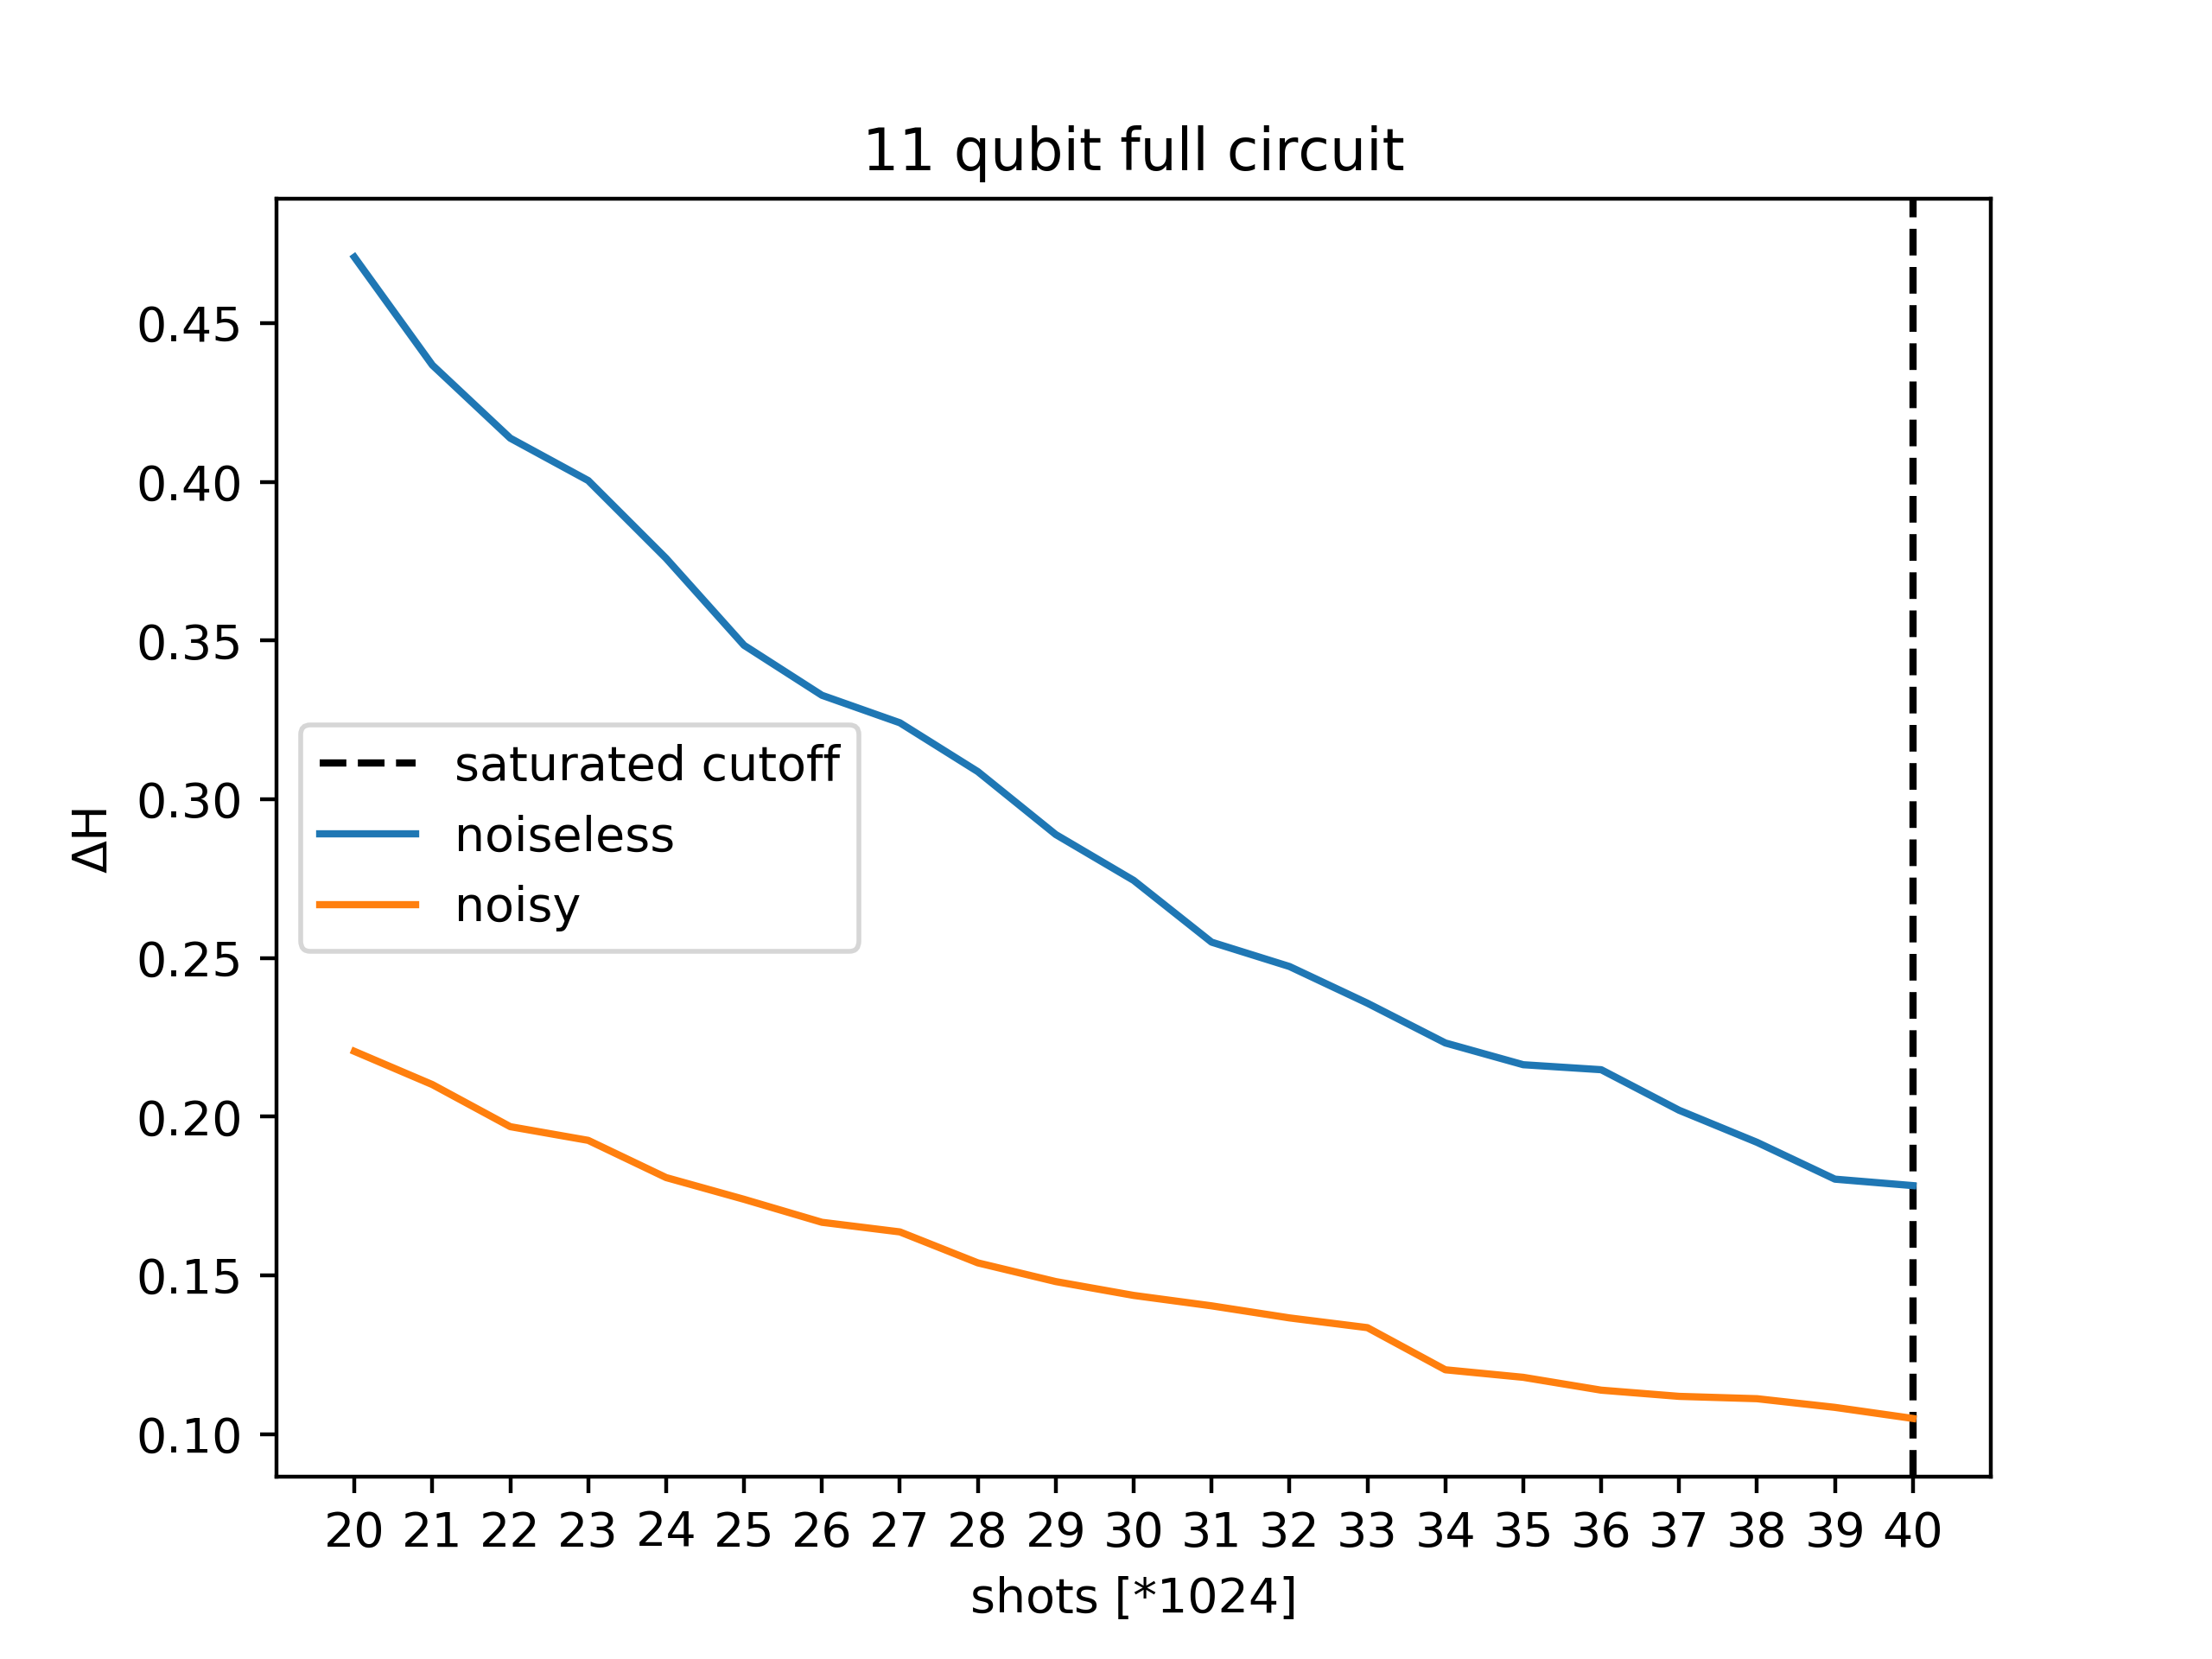 11 qubit full circuit
0.45
0.40
0.35
0.30
0.25
0.20
0.15
0.10
ΔH
saturated cutoff
noiseless
noisy
20 21 22 23 24 25 26 27 28 29 30 31 32 33 34 35 36 37 38 39 40
shots [*1024]